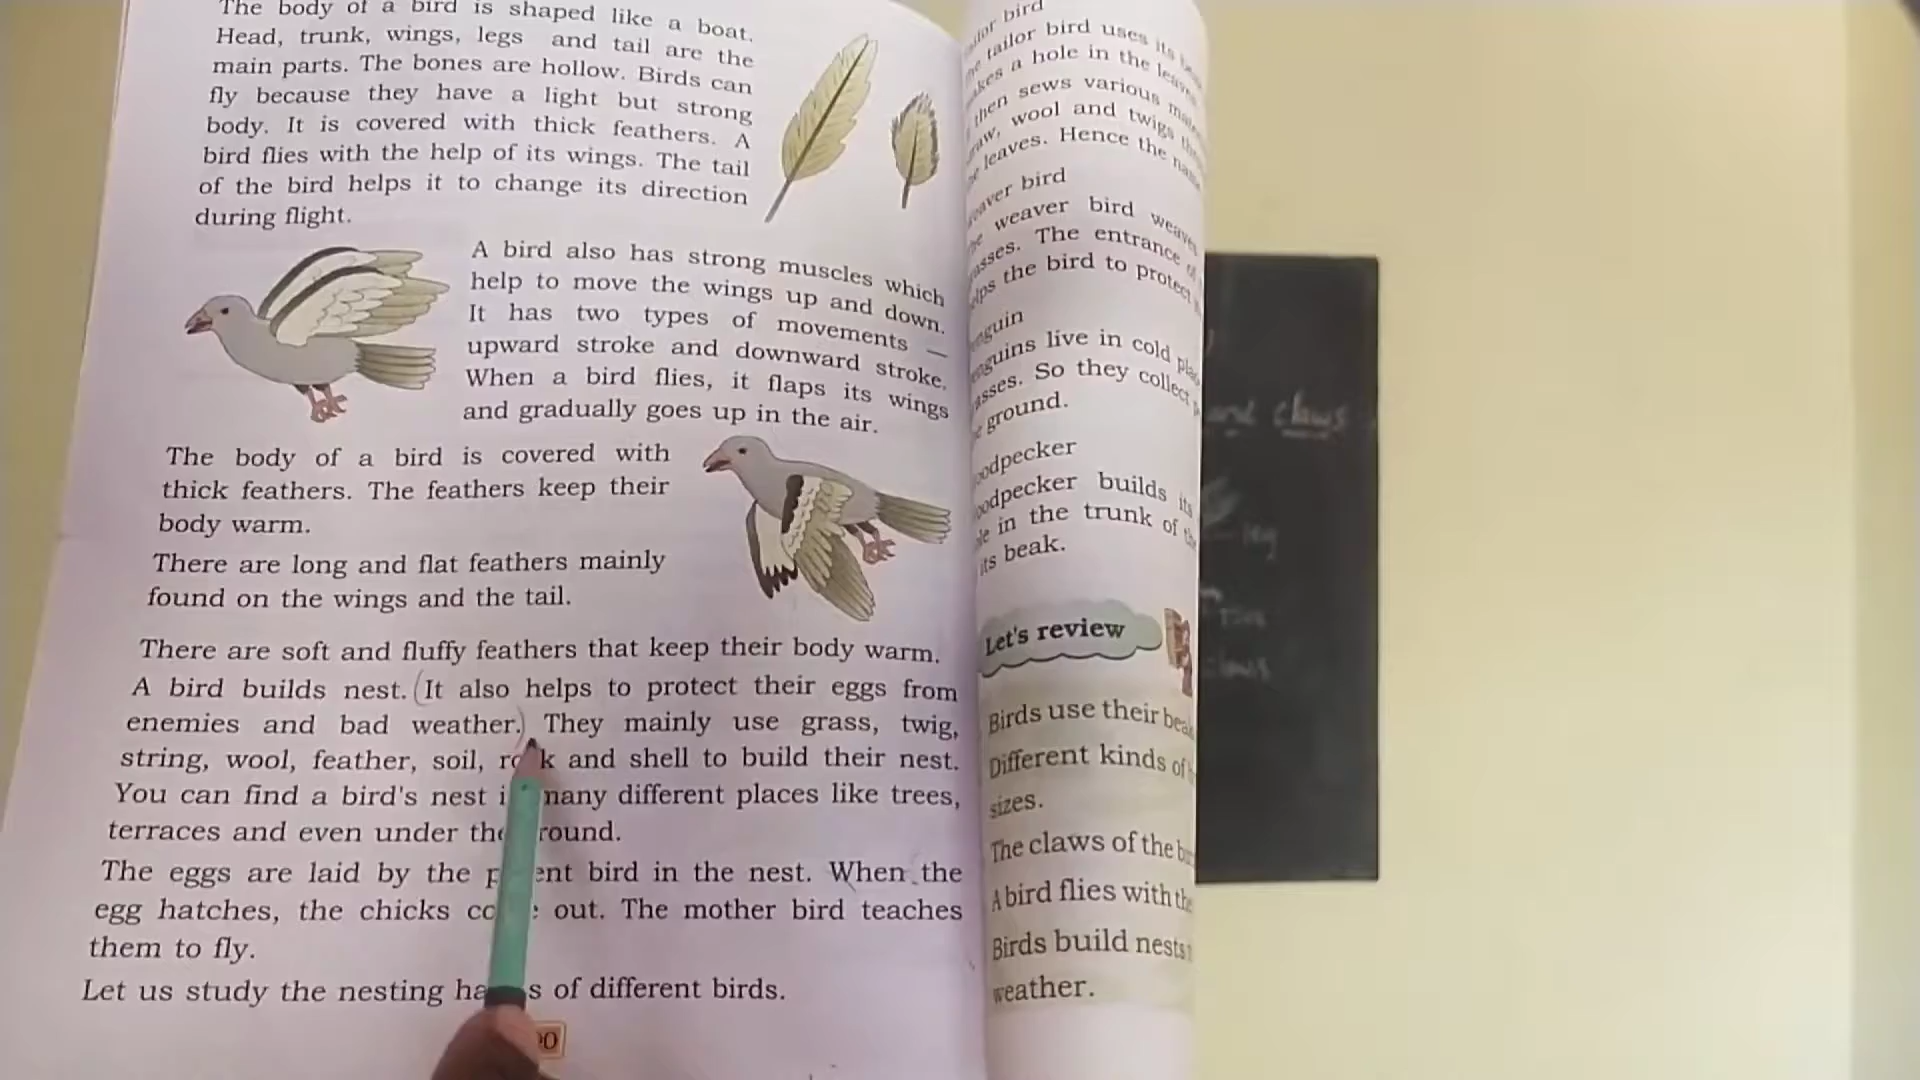 The body of a bird is shaped like a boat.
Head, trunk, wings, legs and tail are the
main parts. The bones are hollow. Birds can
fly because they have a light but strong
body. It is covered with thick feathers. A
bird flies with the help of its wings. The tail
of the bird helps it to change its direction
during flight.
A bird also has strong muscles which
help to move the wings up and down.
It has two types of movements —
upward stroke and downward stroke.
When a bird flies, it flaps its wings
and gradually goes up in the air.
The body of a bird is covered with
thick feathers. The feathers keep their
body warm.
There are long and flat feathers mainly
found on the wings and the tail.
There are soft and fluffy feathers that keep their body warm.
A bird builds nest. (It also helps to protect their eggs from
enemies and bad weather.) They mainly use grass, twig,
string, wool, feather, soil, and shell to build their nest.
You can find a bird's nest many different places like trees,
terraces and even under
The eggs are laid by the bird in the nest. When the
egg hatches, the chicks out. The mother bird teaches
them to fly.
Let us study the nesting of different birds.
bird
tailor bird uses its
a hole in the
then sews various
wool and twigs
leaves. Hence the
bird
weaver bird
The entrance
the bird to protect
live in cold
So they collect
ground.
builds its
in the trunk of
its beak.
Let's review
Birds use their
Different kinds of
sizes.
The claws of the
A bird flies with
Birds build nests
weather.
and claws
leg